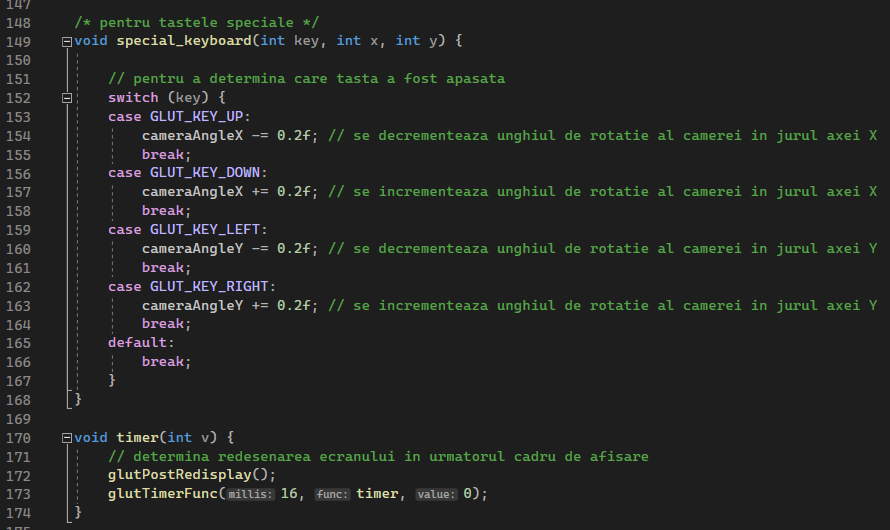 147
148 /* pentru tastele speciale */
149 void special_keyboard(int key, int x, int y) {
150
151 // pentru a determina care tasta a fost apasata
152 switch (key) {
153 case GLUT_KEY_UP:
154 cameraAngleX -= 0.2f; // se decrementeaza unghiul de rotatie al camerei in jurul axei X
155 break;
156 case GLUT_KEY_DOWN:
157 cameraAngleX += 0.2f; // se incrementeaza unghiul de rotatie al camerei in jurul axei X
158 break;
159 case GLUT_KEY_LEFT:
160 cameraAngleY -= 0.2f; // se decrementeaza unghiul de rotatie al camerei in jurul axei Y
161 break;
162 case GLUT_KEY_RIGHT:
163 cameraAngleY += 0.2f; // se incrementeaza unghiul de rotatie al camerei in jurul axei Y
164 break;
165 default:
166 break;
167 }
168 }
169
170 void timer(int v) {
171 // determina redesenarea ecranului in urmatorul cadru de afisare
172 glutPostRedisplay();
173 glutTimerFunc(millis: 16, func: timer, value: 0);
174 }